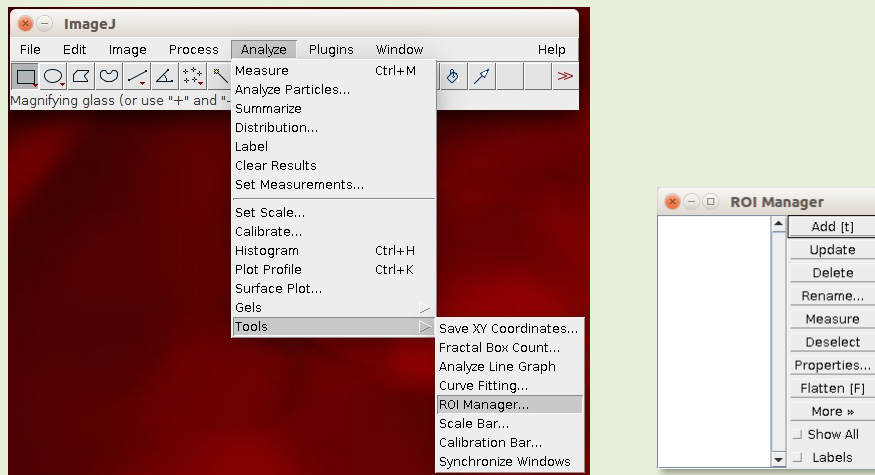 ImageJ
File Edit Image Process Analyze Plugins Window Help
Magnifying glass (or use "+" and "-
Measure Ctrl+M
Analyze Particles...
Summarize
Distribution...
Label
Clear Results
Set Measurements...
Set Scale...
Calibrate...
Histogram Ctrl+H
Plot Profile Ctrl+K
Surface Plot...
Gels
Tools
Save XY Coordinates...
Fractal Box Count...
Analyze Line Graph
Curve Fitting...
ROI Manager...
Scale Bar...
Calibration Bar...
Synchronize Windows
ROI Manager
Add [t]
Update
Delete
Rename...
Measure
Deselect
Properties...
Flatten [F]
More »
Show All
Labels